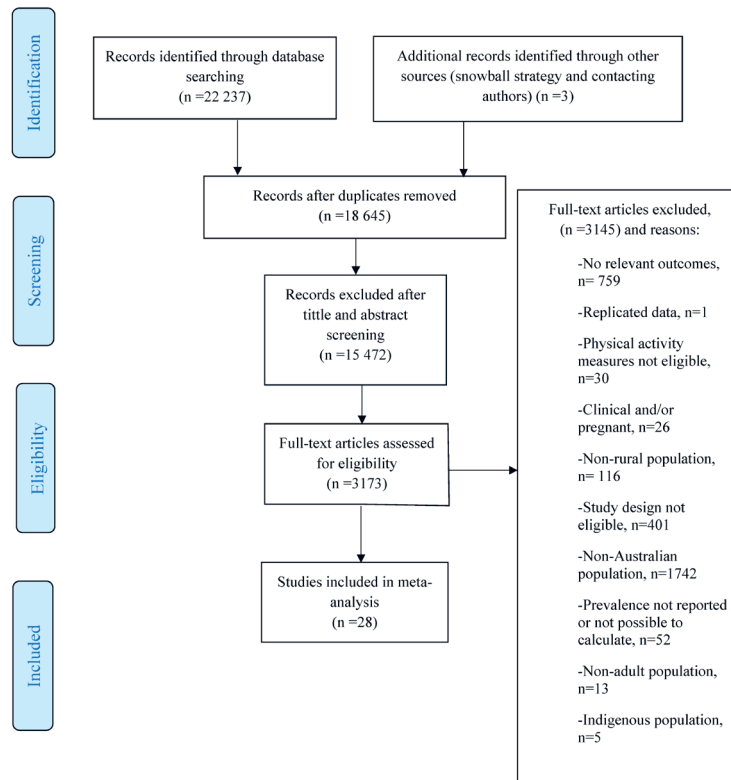 Identification
Records identified through database
searching
(n =22 237)
Additional records identified through other
sources (snowball strategy and contacting
authors) (n =3)
Screening
Records after duplicates removed
(n =18 645)
Records excluded after
tittle and abstract
screening
(n =15 472)
Eligibility
Full-text articles assessed
for eligibility
(n =3173)
Full-text articles excluded,
(n =3145) and reasons:
-No relevant outcomes,
n= 759
-Replicated data, n=1
-Physical activity
measures not eligible,
n=30
-Clinical and/or
pregnant, n=26
-Non-rural population,
n= 116
-Study design not
eligible, n=401
-Non-Australian
population, n=1742
-Prevalence not reported
or not possible to
calculate, n=52
-Non-adult population,
n=13
-Indigenous population,
n=5
Included
Studies included in meta-
analysis
(n =28)